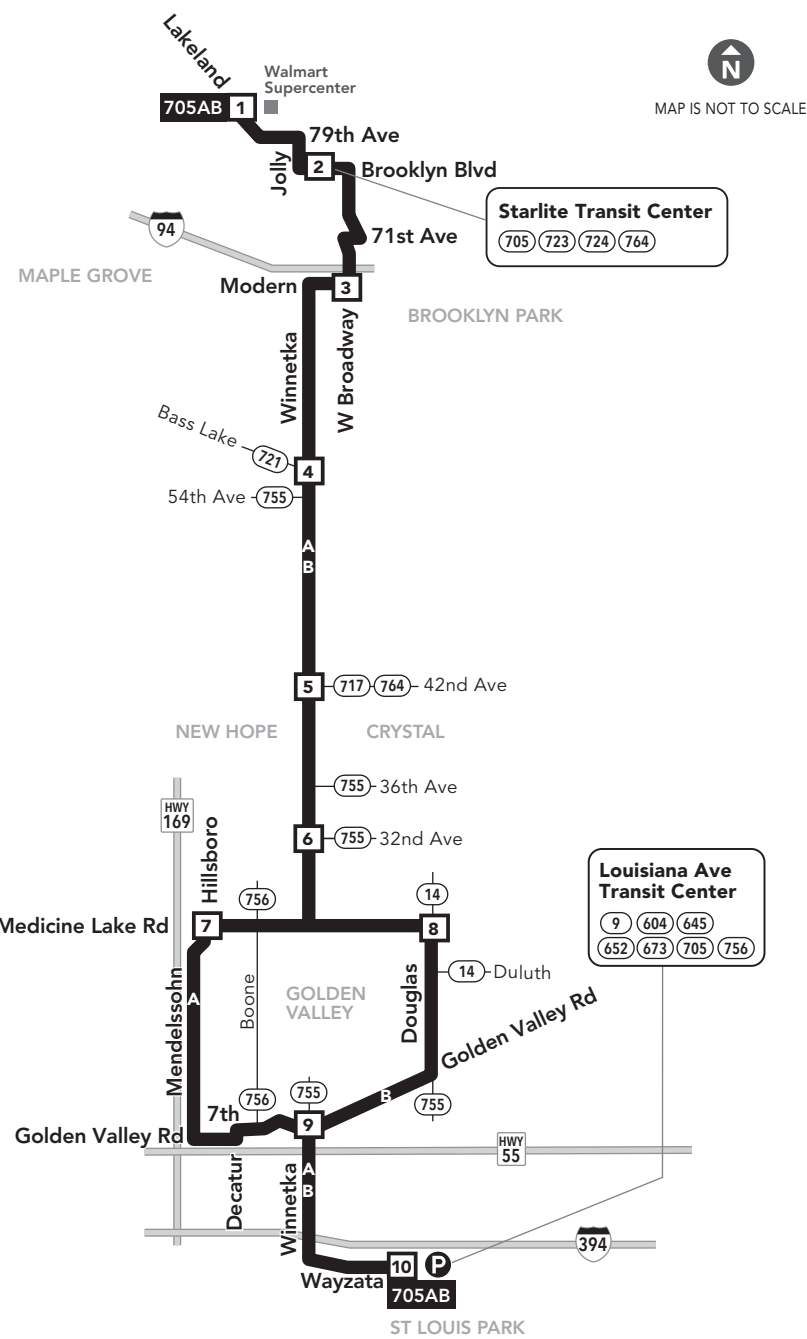 Lakeland
N
MAP IS NOT TO SCALE
Walmart
Supercenter
705AB 1
79th Ave
Jolly
2
Brooklyn Blvd
Starlite Transit Center
705 723 724 764
94
71st Ave
MAPLE GROVE
Modern
3
BROOKLYN PARK
Winnetka
W Broadway
Bass Lake
721
4
54th Ave 755
A
B
5
717 764 42nd Ave
NEW HOPE
CRYSTAL
755 36th Ave
HWY
169
6
755 32nd Ave
Hillsboro
Louisiana Ave
Transit Center
9 604 645
652 673 705 756
756
14
Medicine Lake Rd
7
8
Mendelssohn
A
Boone
GOLDEN
VALLEY
Douglas
14 Duluth
Golden Valley Rd
B
755
755
756
7th
9
Golden Valley Rd
HWY
55
Decatur
Winnetka
A
B
394
Wayzata
10
P
705AB
ST LOUIS PARK